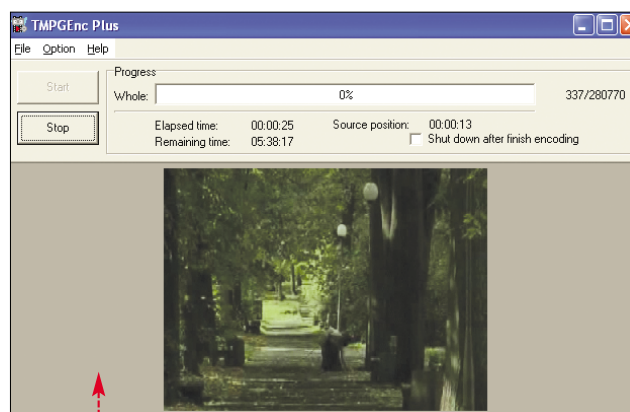 TMPGEnc Plus
File Option Help
Progress
Start
Whole: 0% 337/280770
Stop
Elapsed time: 00:00:25 Source position: 00:00:13
Remaining time: 05:38:17 Shut down after finish encoding